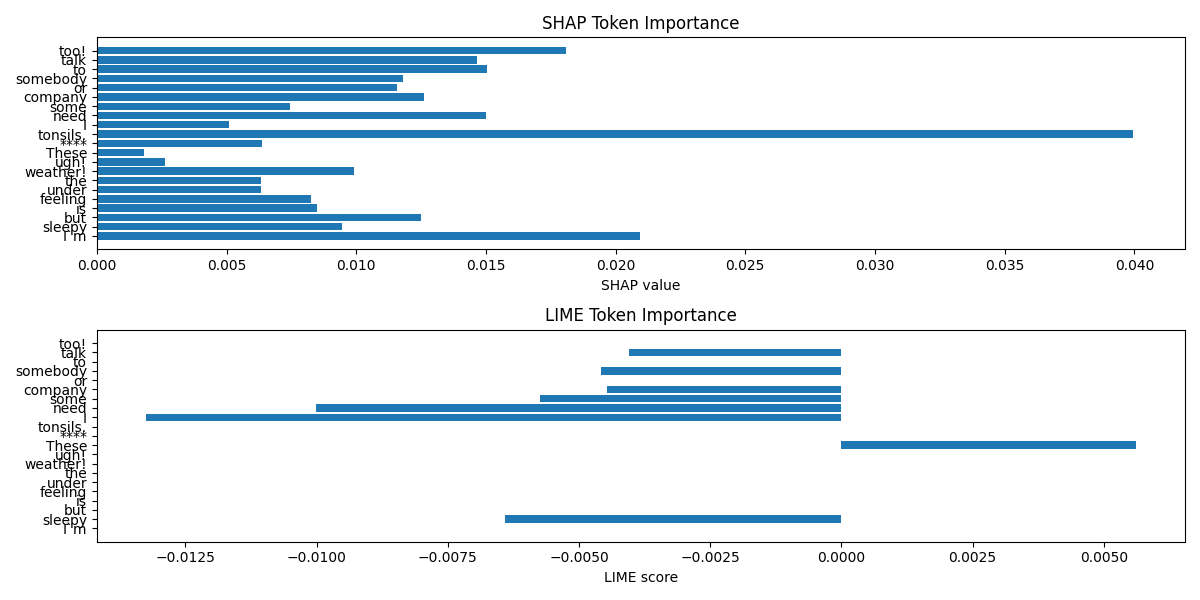 SHAP Token Importance
too!
talk
to
somebody
or
company
some
need
I
tonsils,
****
These
ugh!
weather!
the
under
feeling
is
but
sleepy
I'm
0.000 0.005 0.010 0.015 0.020 0.025 0.030 0.035 0.040
SHAP value
LIME Token Importance
too!
talk
to
somebody
or
company
some
need
I
tonsils,
****
These
ugh!
weather!
the
under
feeling
is
but
sleepy
I'm
−0.0125 −0.0100 −0.0075 −0.0050 −0.0025 0.0000 0.0025 0.0050
LIME score